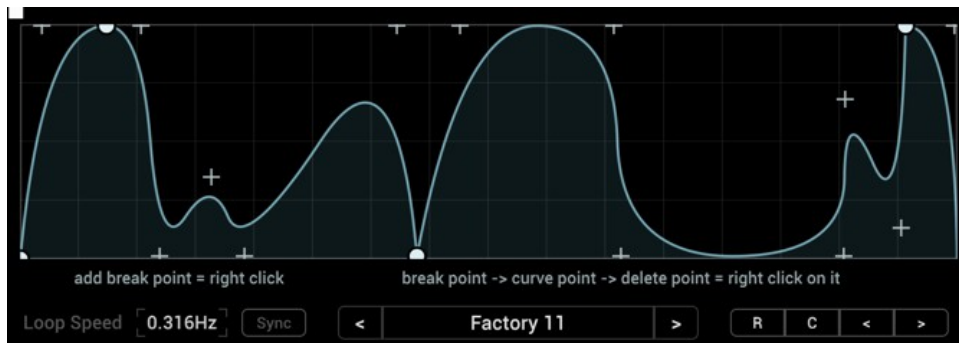 add break point = right click
break point -> curve point -> delete point = right click on it
Loop Speed 0.316Hz Sync < Factory 11 > R C < >